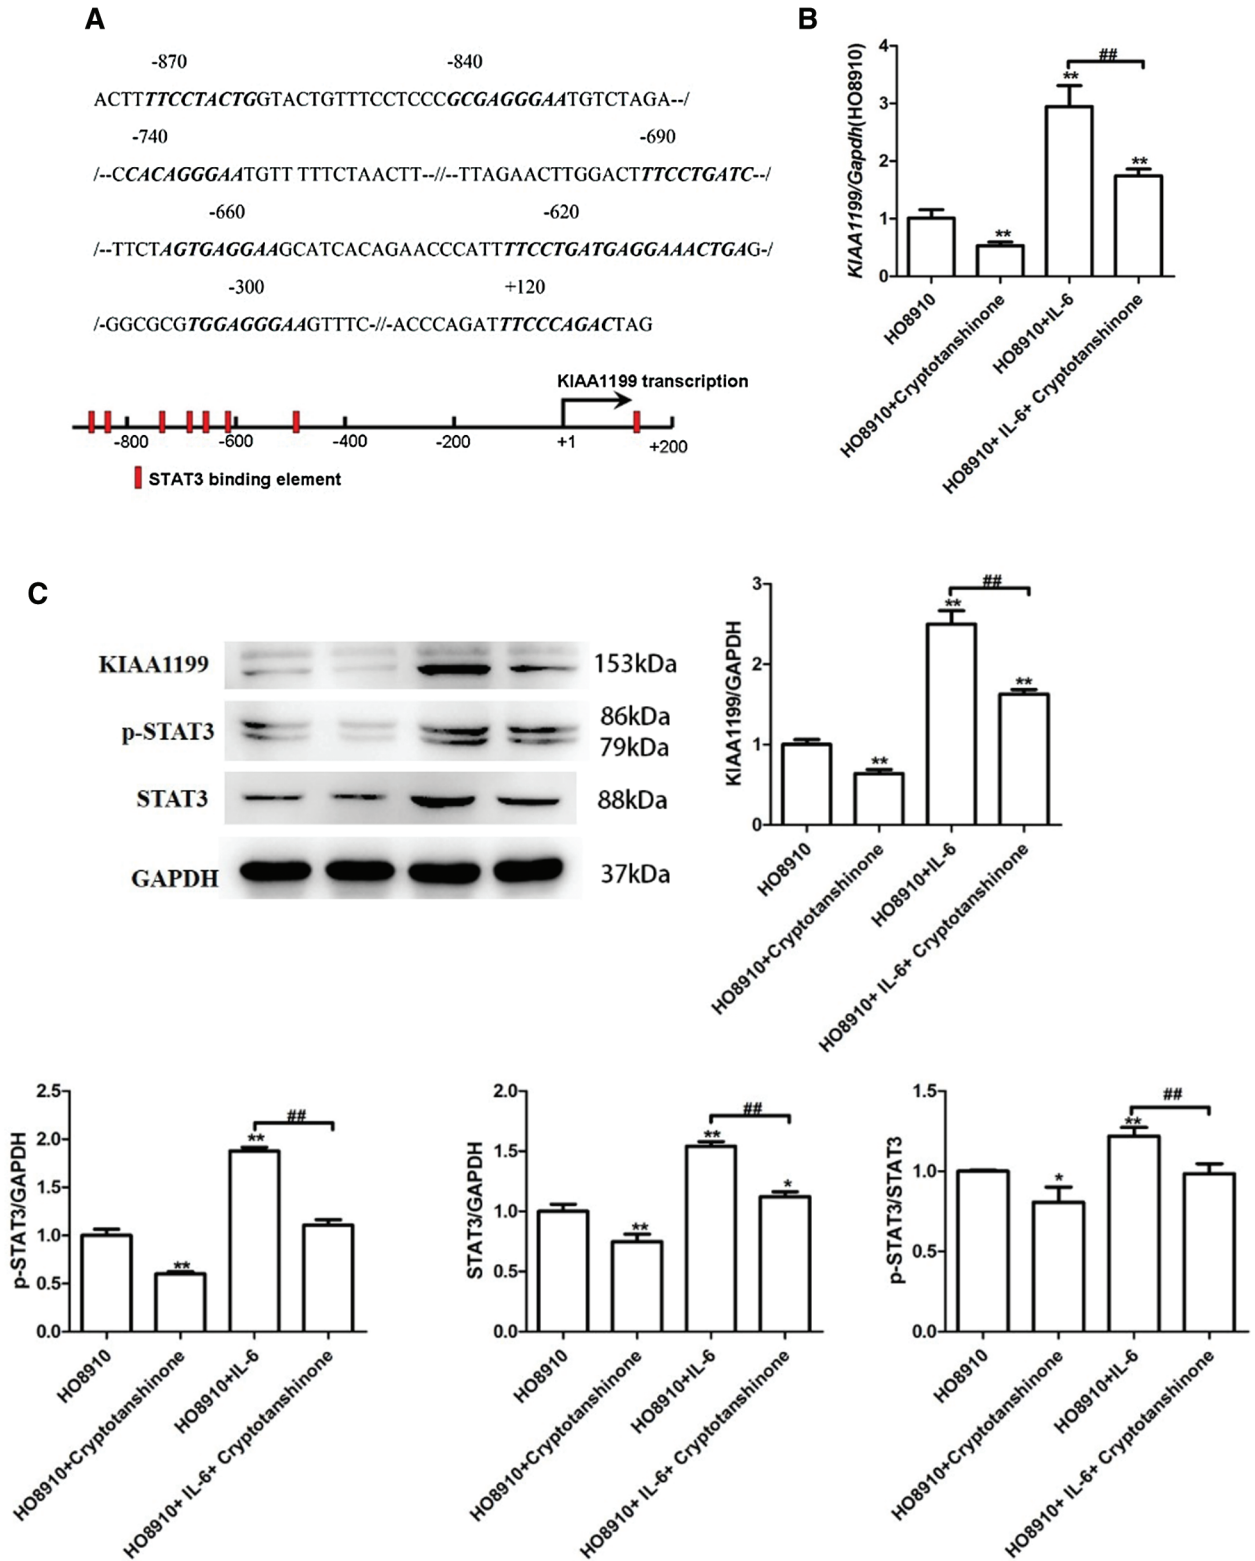 A
-870 -840
ACTTTTCCTACTGGTACTGTTTCCTCCCGCGAGGGAATGTCTAGA--/
-740 -690
/--CCACAGGGAATGTT TTTCTAACTT--//--TTAGAACTTGGACTTTCCTGATC--/
-660 -620
/--TTCTAGTGAGGAAGCATCACAGAACCCATTTTCCTGATGAGGAAACTGAG-/
-300 +120
/-GGCGCGTGGAGGGAAGTTTC-//-ACCCAGATTTCCCAGACTAG
KIAA1199 transcription
-800 -600 -400 -200 +1 +200
STAT3 binding element
B
KIAA1199/Gapdh(HO8910)
4
3
2
1
0
**
**
**
##
HO8910
HO8910+Cryptotanshinone
HO8910+IL-6
HO8910+ IL-6+ Cryptotanshinone
C
KIAA1199 153kDa
p-STAT3 86kDa
79kDa
STAT3 88kDa
GAPDH 37kDa
KIAA1199/GAPDH
3
2
1
0
**
**
**
##
HO8910
HO8910+Cryptotanshinone
HO8910+IL-6
HO8910+ IL-6+ Cryptotanshinone
p-STAT3/GAPDH
2.5
2.0
1.5
1.0
0.5
0.0
**
**
##
HO8910
HO8910+Cryptotanshinone
HO8910+IL-6
HO8910+ IL-6+ Cryptotanshinone
STAT3/GAPDH
2.0
1.5
1.0
0.5
0.0
**
**
*
##
HO8910
HO8910+Cryptotanshinone
HO8910+IL-6
HO8910+ IL-6+ Cryptotanshinone
p-STAT3/STAT3
1.5
1.0
0.5
0.0
*
**
##
HO8910
HO8910+Cryptotanshinone
HO8910+IL-6
HO8910+ IL-6+ Cryptotanshinone